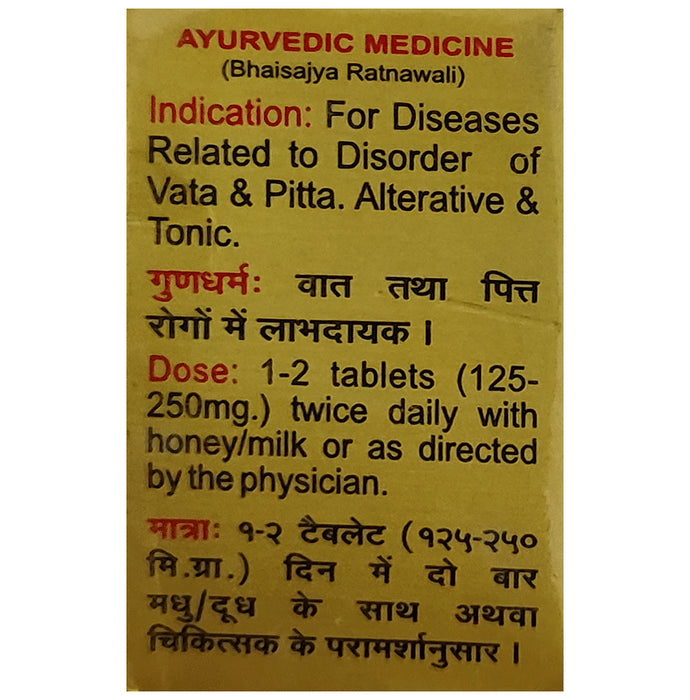 AYURVEDIC MEDICINE
(Bhaisajya Ratnawali)
Indication: For Diseases
Related to Disorder of
Vata & Pitta. Alterative &
Tonic.
गुणधर्मः वात तथा पित्त
रोगों में लाभदायक ।
Dose: 1-2 tablets (125-
250mg.) twice daily with
honey/milk or as directed
by the physician.
मात्राः १-२ टैबलेट (१२५-२५०
मि.ग्रा.) दिन में दो बार
मधु/दूध के साथ अथवा
चिकित्सक के परामर्शानुसार ।